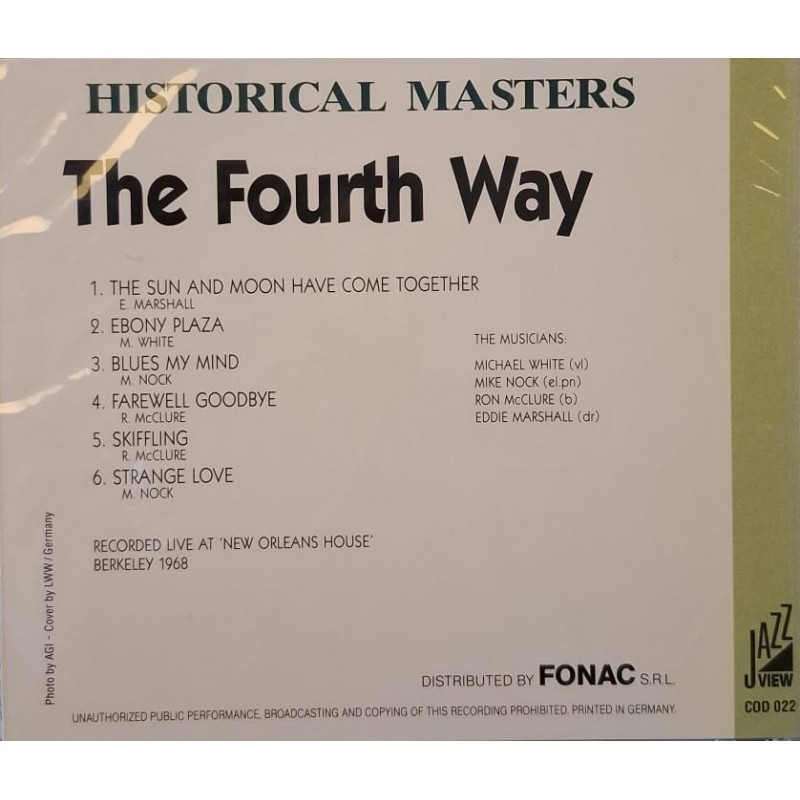 HISTORICAL MASTERS
The Fourth Way
1. THE SUN AND MOON HAVE COME TOGETHER
E. MARSHALL
2. EBONY PLAZA
M. WHITE
3. BLUES MY MIND
M. NOCK
4. FAREWELL GOODBYE
R. McCLURE
5. SKIFFLING
R. McCLURE
6. STRANGE LOVE
M. NOCK
THE MUSICIANS:
MICHAEL WHITE (vl)
MIKE NOCK (el.pn)
RON McCLURE (b)
EDDIE MARSHALL (dr)
RECORDED LIVE AT 'NEW ORLEANS HOUSE'
BERKELEY 1968
Photo by AGI - Cover by LWW / Germany
DISTRIBUTED BY FONAC S.R.L.
UNAUTHORIZED PUBLIC PERFORMANCE, BROADCASTING AND COPYING OF THIS RECORDING PROHIBITED. PRINTED IN GERMANY.
JAZZ
VIEW
COD 022